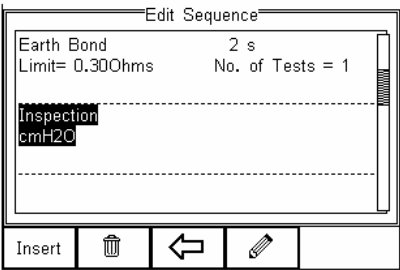 Edit Sequence
Earth Bond 2 s
Limit= 0.30Ohms No. of Tests = 1
Inspection
cmH2O
Insert